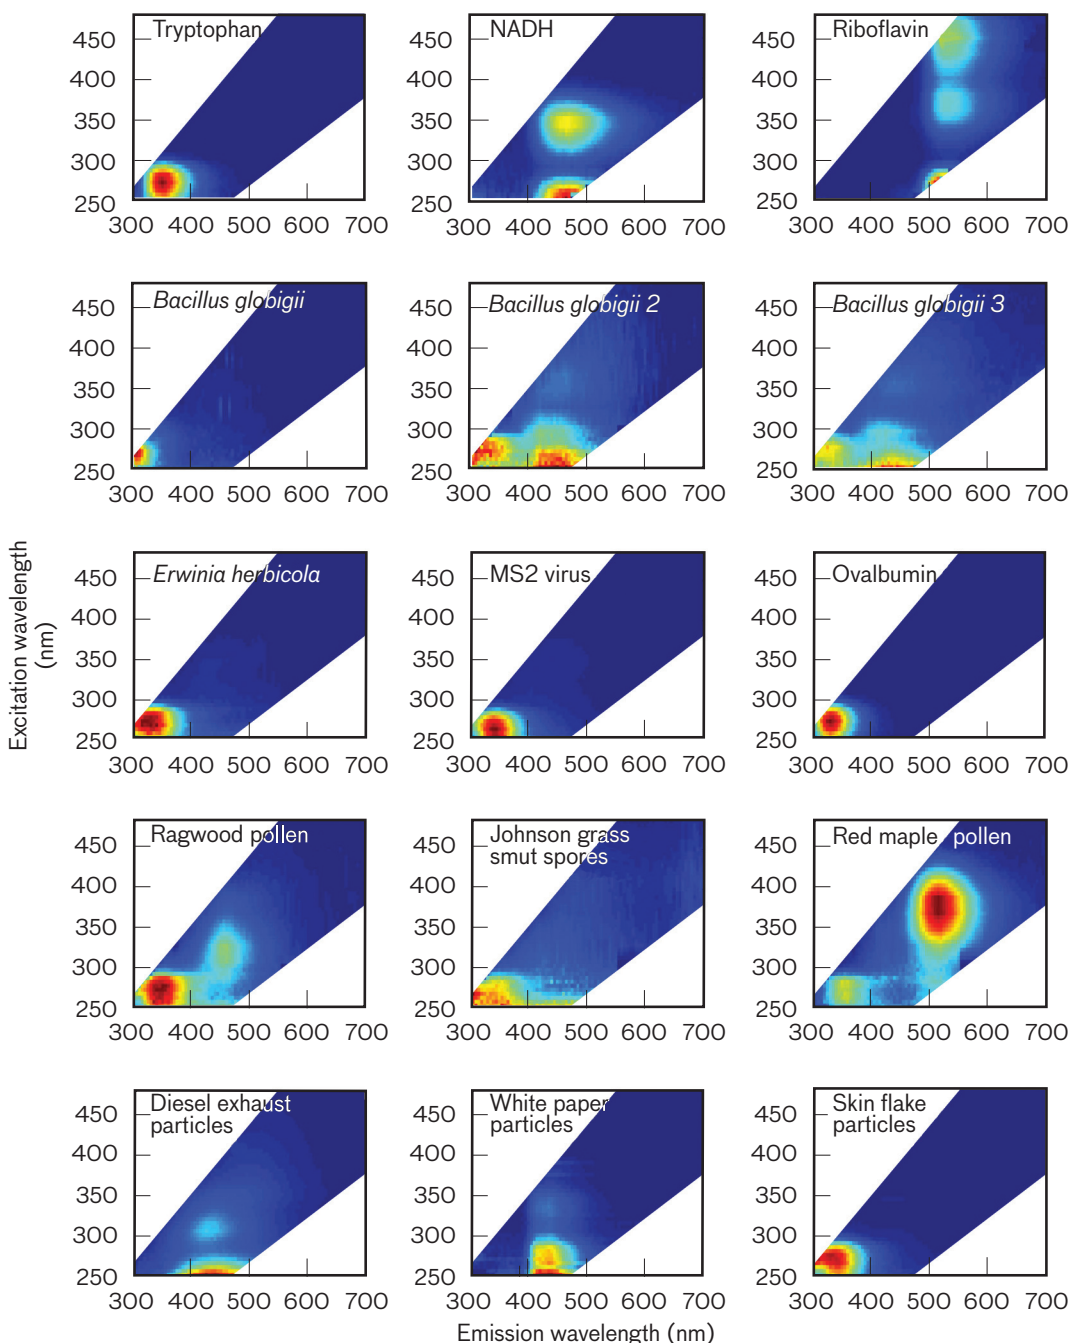 Tryptophan
NADH
Riboflavin
450
400
350
300
250
450
400
350
300
250
450
400
350
300
250
300 400 500 600 700
300 400 500 600 700
300 400 500 600 700
Bacillus globigii
Bacillus globigii 2
Bacillus globigii 3
450
400
350
300
250
450
400
350
300
250
450
400
350
300
250
300 400 500 600 700
300 400 500 600 700
300 400 500 600 700
Excitation wavelength
(nm)
Erwinia herbicola
MS2 virus
Ovalbumin
450
400
350
300
250
450
400
350
300
250
450
400
350
300
250
300 400 500 600 700
300 400 500 600 700
300 400 500 600 700
Ragwood pollen
Johnson grass
smut spores
Red maple pollen
450
400
350
300
250
450
400
350
300
250
450
400
350
300
250
300 400 500 600 700
300 400 500 600 700
300 400 500 600 700
Diesel exhaust
particles
White paper
particles
Skin flake
particles
450
400
350
300
250
450
400
350
300
250
450
400
350
300
250
300 400 500 600 700
300 400 500 600 700
300 400 500 600 700
Emission wavelength (nm)